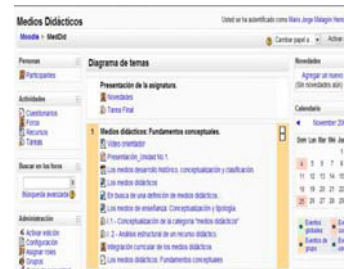 Medios Didácticos
Usted se ha autentificado como Mario Jorge Malagón
Moodle ► MedDid
Cambiar papel a
Activar
Personas
Participantes
Actividades
Cuestionarios
Foros
Recursos
Tareas
Buscar en los foros
Búsqueda avanzada
Administración
Activar edición
Configuración
Asignar roles
Grupos
Diagrama de temas
Presentación de la asignatura.
Novedades
Tarea Final
1 Medios didácticos: Fundamentos conceptuales.
Video orientador
Presentación_Unidad No.1.
Los medios desarrollo histórico, conceptualización y clasificación.
Los medios didácticos
En busca de una definición de medios didácticos.
Los medios de enseñanza. Conceptualización y tipología
1.1 - Conceptualización de la categoría "medios didácticos"
1.2 - Análisis estructural de un recurso didáctico.
Integración curricular de los medios didácticos
Los medios didácticos. Fundamentos conceptuales
Novedades
Agregar un nuevo
(Sin novedades aún)
Calendario
Dom Lun Mar Mié
4 5 6 7 8
11 12 13 14 15
18 19 20 21 22
25 26 27 28 29
Eventos globales
Eventos de grupo